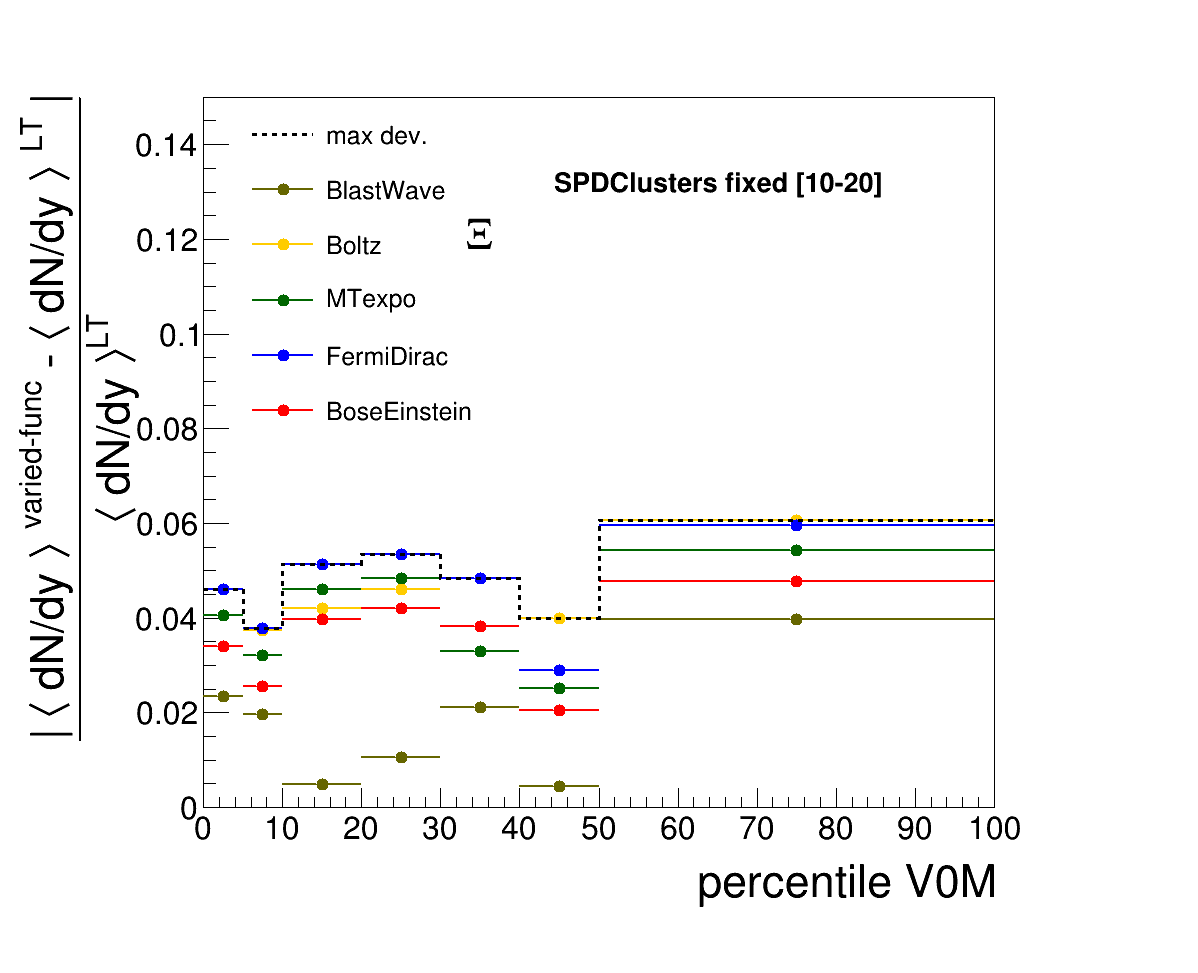 | ⟨ dN/dy ⟩ varied-func - ⟨ dN/dy ⟩ LT |
⟨ dN/dy ⟩ LT
0.14
0.12
0.1
0.08
0.06
0.04
0.02
0
max dev.
BlastWave
Boltz
MTexpo
FermiDirac
BoseEinstein
Ξ
SPDClusters fixed [10-20]
0 10 20 30 40 50 60 70 80 90 100
percentile V0M